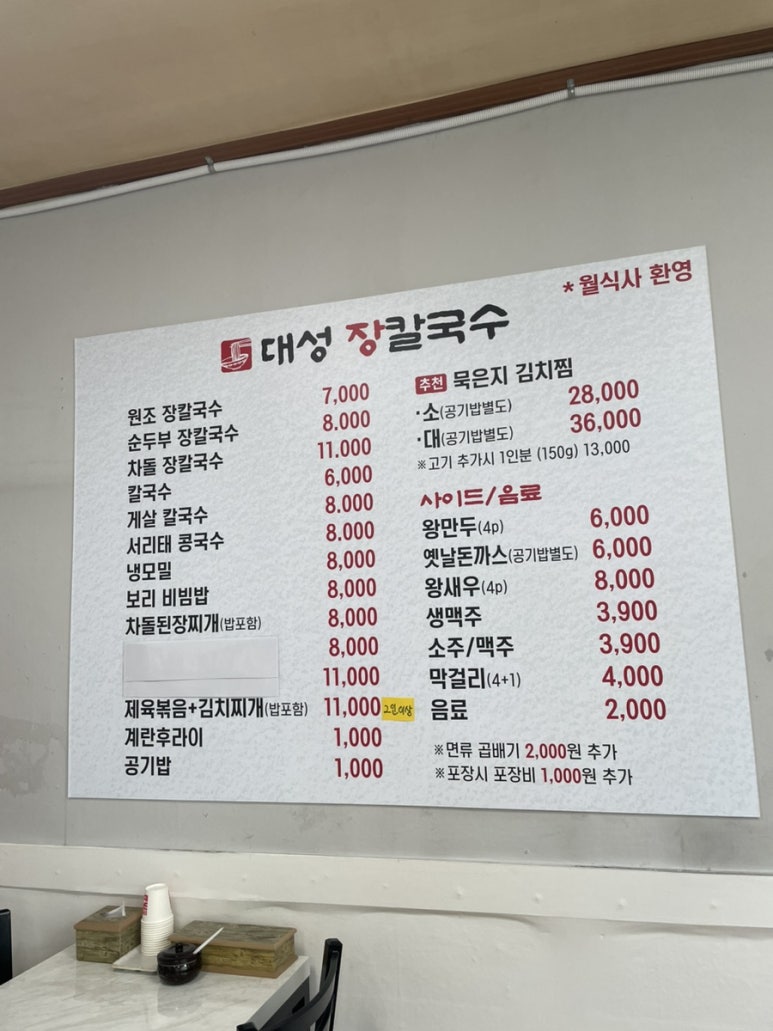 *월식사 환영
대성 장칼국수
원조 장칼국수 7,000
순두부 장칼국수 8.000
차돌 장칼국수 11.000
칼국수 6,000
게살 칼국수 8.000
서리태 콩국수 8.000
냉모밀 8,000
보리 비빔밥 8,000
차돌된장찌개(밥포함) 8,000
8,000
11,000
제육볶음+김치찌개(밥포함) 11,000 2인이상
계란후라이 1,000
공기밥 1,000
추천 묵은지 김치찜
·소(공기밥별도) 28,000
·대(공기밥별도) 36,000
※고기 추가시 1인분 (150g) 13,000
사이드/음료
왕만두(4p) 6,000
옛날돈까스(공기밥별도) 6,000
왕새우(4p) 8,000
생맥주 3,900
소주/맥주 3,900
막걸리(4+1) 4,000
음료 2,000
※면류 곱배기 2,000원 추가
※포장시 포장비 1,000원 추가